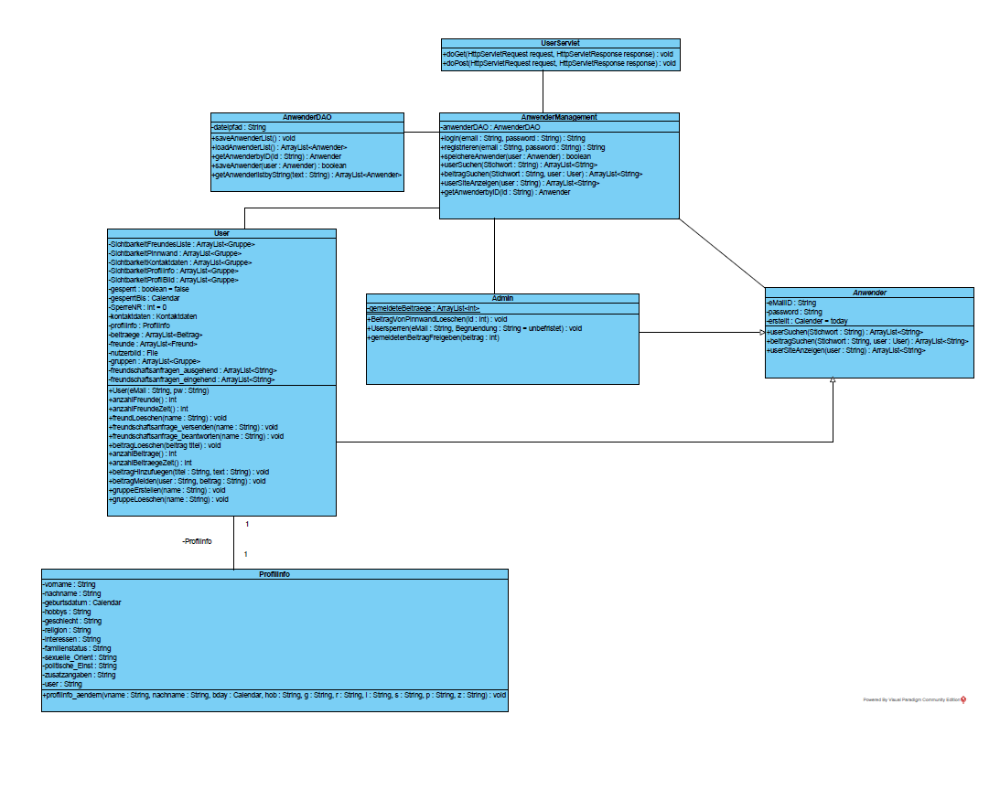 UserServlet
+doGet(HttpServletRequest request, HttpServletResponse response) : void
+doPost(HttpServletRequest request, HttpServletResponse response) : void
AnwenderDAO
-dateipfad : String
+saveAnwenderList() : void
+loadAnwenderList() : ArrayList<Anwender>
+getAnwenderbyID(id : String) : Anwender
+saveAnwender(user : Anwender) : boolean
+getAnwenderlistbyString(text : String) : ArrayList<Anwender>
AnwenderManagement
-anwenderDAO : AnwenderDAO
+login(email : String, password : String) : String
+registrieren(email : String, password : String) : String
+speichereAnwender(user : Anwender) : boolean
+userSuchen(Stichwort : String) : ArrayList<String>
+beitragSuchen(Stichwort : String, user : User) : ArrayList<String>
+userSiteAnzeigen(user : String) : ArrayList<String>
+getAnwenderbyID(id : String) : Anwender
User
-SichtbarkeitFreundesListe : ArrayList<Gruppe>
-SichtbarkeitPinnwand : ArrayList<Gruppe>
-SichtbarkeitKontaktdaten : ArrayList<Gruppe>
-SichtbarkeitProfilInfo : ArrayList<Gruppe>
-SichtbarkeitProfilBild : ArrayList<Gruppe>
-gesperrt : boolean = false
-gesperrtBis : Calendar
-SperreNR : int = 0
-kontaktdaten : Kontaktdaten
-profilInfo : ProfilInfo
-beitraege : ArrayList<Beitrag>
-freunde : ArrayList<Freund>
-nutzerbild : File
-gruppen : ArrayList<Gruppe>
-freundschaftsanfragen_ausgehend : ArrayList<String>
-freundschaftsanfragen_eingehend : ArrayList<String>
+User(eMail : String, pw : String)
+anzahlFreunde() : int
+anzahlFreundeZeit() : int
+freundLoeschen(name : String) : void
+freundschaftsanfrage_versenden(name : String) : void
+freundschaftsanfrage_beantworten(name : String) : void
+beitragLoeschen(beitrag titel) : void
+anzahlBeitrage() : int
+anzahlBeitraegeZeit() : int
+beitragHinzufuegen(titel : String, text : String) : void
+beitragMelden(user : String, beitrag : String) : void
+gruppeErstellen(name : String) : void
+gruppeLoeschen(name : String) : void
Admin
-gemeldeteBeitraege : ArrayList<int>
+BeitragVonPinnwandLoeschen(id : int) : void
+Usersperren(eMail : String, Begruendung : String = unbefristet) : void
+gemeldetenBeitragFreigeben(beitrag : int)
Anwender
-eMailID : String
-password : String
-erstellt : Calender = today
+userSuchen(Stichwort : String) : ArrayList<String>
+beitragSuchen(Stichwort : String, user : User) : ArrayList<String>
+userSiteAnzeigen(user : String) : ArrayList<String>
1
-ProfilInfo
1
ProfilInfo
-vorname : String
-nachname : String
-geburtsdatum : Calendar
-hobbys : String
-geschlecht : String
-religion : String
-interessen : String
-familienstatus : String
-sexuelle_Orient : String
-politische_Einst : String
-zusatzangaben : String
-user : String
+profilinfo_aendern(vname : String, nachname : String, bday : Calendar, hob : String, g : String, r : String, i : String, s : String, p : String, z : String) : void
Powered By Visual Paradigm Community Edition